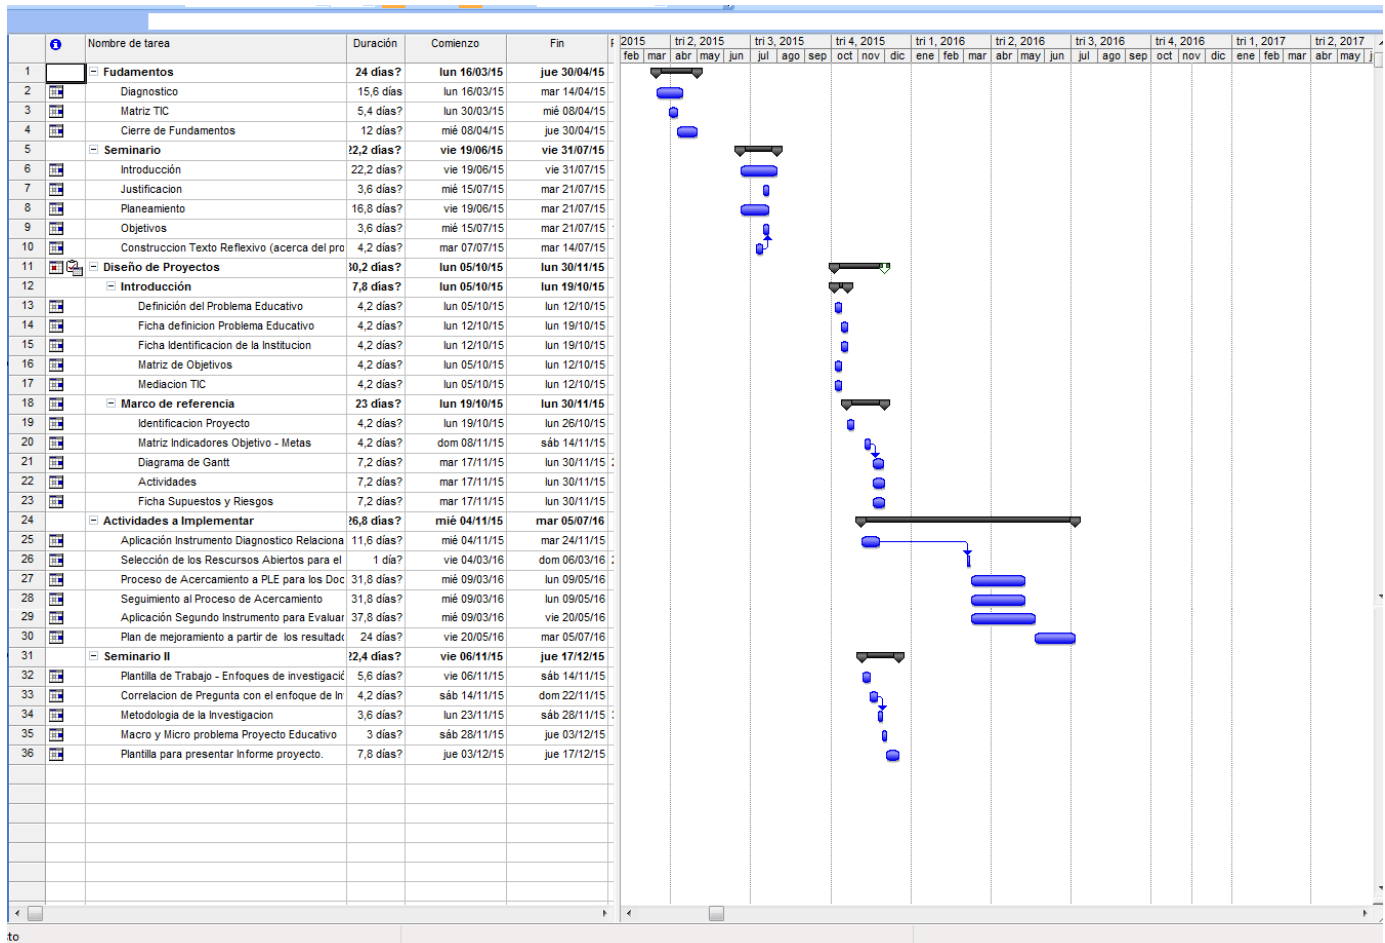 Nombre de tarea Duración Comienzo Fin
2015 tri 2, 2015 tri 3, 2015 tri 4, 2015 tri 1, 2016 tri 2, 2016 tri 3, 2016 tri 4, 2016 tri 1, 2017 tri 2, 2017
feb mar abr may jun jul ago sep oct nov dic ene feb mar abr may jun jul ago sep oct nov dic ene feb mar abr may
1 Fudamentos 24 días? lun 16/03/15 jue 30/04/15
2 Diagnostico 15,6 días lun 16/03/15 mar 14/04/15
3 Matriz TIC 5,4 días? lun 30/03/15 mié 08/04/15
4 Cierre de Fundamentos 12 días? mié 08/04/15 jue 30/04/15
5 Seminario 22,2 días? vie 19/06/15 vie 31/07/15
6 Introducción 22,2 días? vie 19/06/15 vie 31/07/15
7 Justificacion 3,6 días? mié 15/07/15 mar 21/07/15
8 Planeamiento 16,8 días? vie 19/06/15 mar 21/07/15
9 Objetivos 3,6 días? mié 15/07/15 mar 21/07/15
10 Construccion Texto Reflexivo (acerca del pro 4,2 días? mar 07/07/15 mar 14/07/15
11 Diseño de Proyectos 30,2 días? lun 05/10/15 lun 30/11/15
12 Introducción 7,8 días? lun 05/10/15 lun 19/10/15
13 Definición del Problema Educativo 4,2 días? lun 05/10/15 lun 12/10/15
14 Ficha definicion Problema Educativo 4,2 días? lun 12/10/15 lun 19/10/15
15 Ficha Identificacion de la Institucion 4,2 días? lun 12/10/15 lun 19/10/15
16 Matriz de Objetivos 4,2 días? lun 05/10/15 lun 12/10/15
17 Mediacion TIC 4,2 días? lun 05/10/15 lun 12/10/15
18 Marco de referencia 23 días? lun 19/10/15 lun 30/11/15
19 Identificacion Proyecto 4,2 días? lun 19/10/15 lun 26/10/15
20 Matriz Indicadores Objetivo - Metas 4,2 días? dom 08/11/15 sáb 14/11/15
21 Diagrama de Gantt 7,2 días? mar 17/11/15 lun 30/11/15
22 Actividades 7,2 días? mar 17/11/15 lun 30/11/15
23 Ficha Supuestos y Riesgos 7,2 días? mar 17/11/15 lun 30/11/15
24 Actividades a Implementar 26,8 días? mié 04/11/15 mar 05/07/16
25 Aplicación Instrumento Diagnostico Relaciona 11,6 días? mié 04/11/15 mar 24/11/15
26 Selección de los Rescursos Abiertos para el 1 día? vie 04/03/16 dom 06/03/16
27 Proceso de Acercamiento a PLE para los Doc 31,8 días? mié 09/03/16 lun 09/05/16
28 Seguimiento al Proceso de Acercamiento 31,8 días? mié 09/03/16 lun 09/05/16
29 Aplicación Segundo Instrumento para Evaluar 37,8 días? mié 09/03/16 vie 20/05/16
30 Plan de mejoramiento a partir de los resultado 24 días? vie 20/05/16 mar 05/07/16
31 Seminario II 22,4 días? vie 06/11/15 jue 17/12/15
32 Plantilla de Trabajo - Enfoques de investigació 5,6 días? vie 06/11/15 sáb 14/11/15
33 Correlacion de Pregunta con el enfoque de In 4,2 días? sáb 14/11/15 dom 22/11/15
34 Metodologia de la Investigacion 3,6 días? lun 23/11/15 sáb 28/11/15
35 Macro y Micro problema Proyecto Educativo 3 días? sáb 28/11/15 jue 03/12/15
36 Plantilla para presentar Informe proyecto. 7,8 días? jue 03/12/15 jue 17/12/15